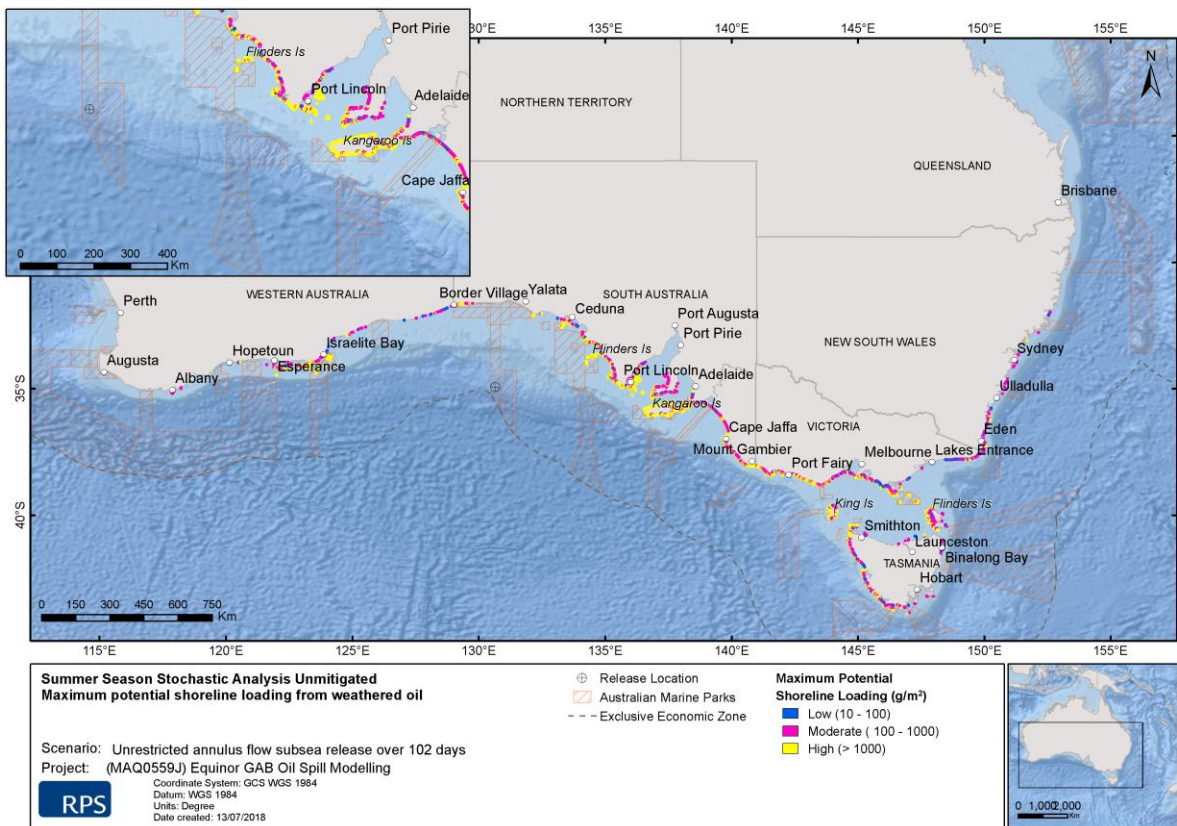 130°E 135°E 140°E 145°E 150°E
Port Pirie
Flinders Is
Port Lincoln
Adelaide
Kangaroo Is
Cape Jaffa
0 100 200 300 400
Km
N
NORTHERN TERRITORY
QUEENSLAND
Brisbane
WESTERN AUSTRALIA
Border Village
Yalata
SOUTH AUSTRALIA
Perth
Ceduna
Port Augusta
Port Pirie
Israelite Bay
Flinders Is
NEW SOUTH WALES
Sydney
Augusta
Hopetoun
Esperance
Albany
Port Lincoln
Adelaide
Ulladulla
35°S
35°S
Kangaroo Is
Cape Jaffa
VICTORIA
Eden
Mount Gambier
Melbourne
Lakes Entrance
Port Fairy
King Is
Flinders Is
40°S
40°S
Smithton
Launceston
TASMANIA
Binalong Bay
Hobart
0 150 300 450 600 750
Km
115°E 120°E 125°E 130°E 135°E 140°E 145°E 150°E 155°E
Summer Season Stochastic Analysis Unmitigated
Maximum potential shoreline loading from weathered oil
Scenario: Unrestricted annulus flow subsea release over 102 days
Project: (MAQ0559J) Equinor GAB Oil Spill Modelling
RPS
Coordinate System: GCS WGS 1984
Datum: WGS 1984
Units: Degree
Date created: 13/07/2018
Release Location
Australian Marine Parks
Exclusive Economic Zone
Maximum Potential
Shoreline Loading (g/m²)
Low (10 - 100)
Moderate ( 100 - 1000)
High (> 1000)
0 1,000 2,000
Km